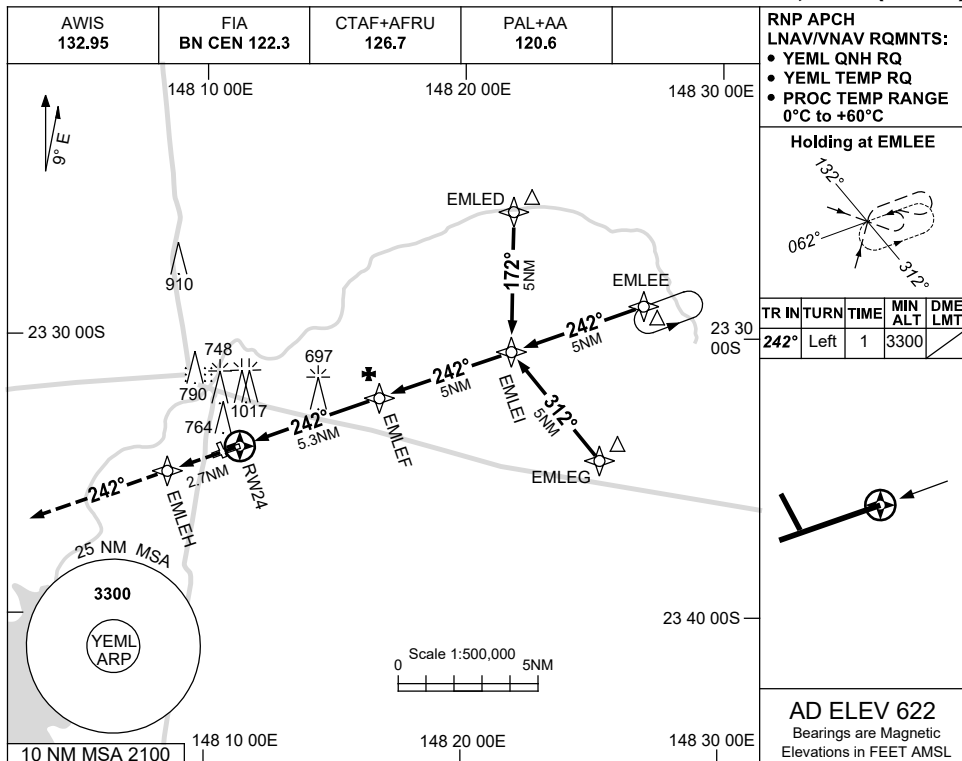 AWIS
132.95
FIA
BN CEN 122.3
CTAF+AFRU
126.7
PAL+AA
120.6
RNP APCH
LNAV/VNAV RQMNTS:
• YEML QNH RQ
• YEML TEMP RQ
• PROC TEMP RANGE
0°C to +60°C
148 10 00E
148 20 00E
148 30 00E
9° E
Holding at EMLEE
132°
062°
312°
EMLED
172°
5NM
910
EMLEE
TR IN
TURN
TIME
MIN
ALT
DME
LMT
242°
Left
1
3300
23 30 00S
23 30
00S
242°
5NM
748
697
242°
5NM
EMLEI
790
1017
312°
5NM
764
242°
5.3NM
EMLEF
EMLEG
242°
2.7NM
RW24
EMLEH
25 NM MSA
3300
YEML
ARP
23 40 00S
Scale 1:500,000
0
5NM
AD ELEV 622
Bearings are Magnetic
Elevations in FEET AMSL
10 NM MSA 2100
148 10 00E
148 20 00E
148 30 00E